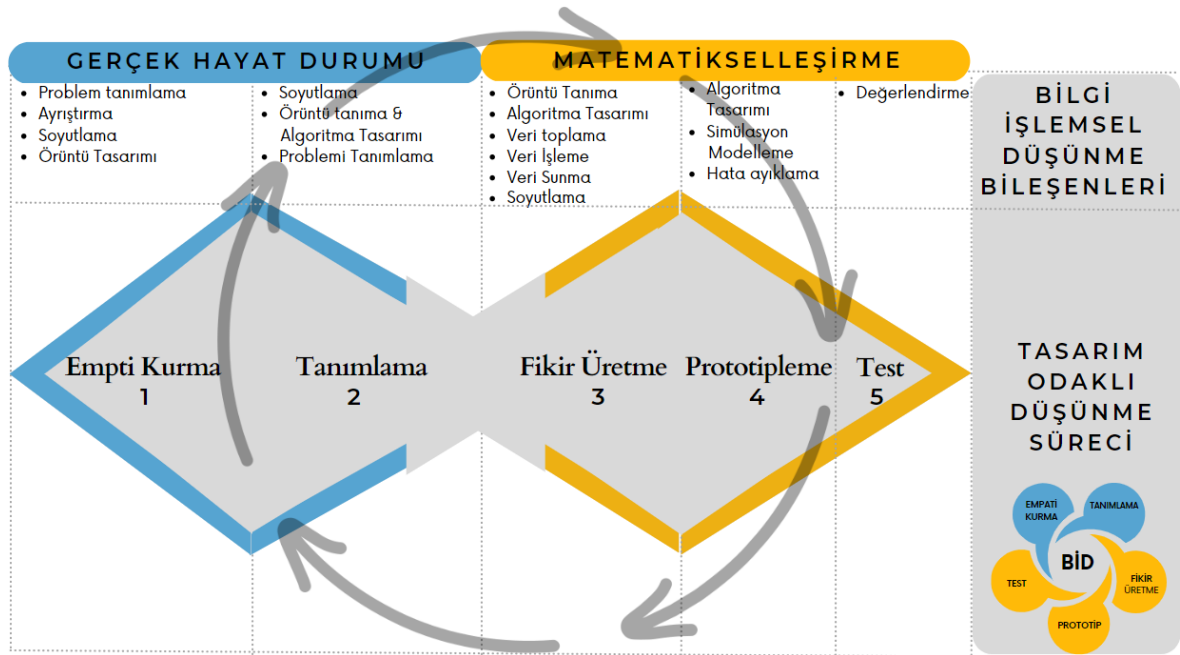 GERÇEK HAYAT DURUMU
MATEMATİKSELLEŞİRME
• Problem tanımlama
• Ayrıştırma
• Soyutlama
• Örüntü Tasarımı
• Soyutlama
• Örüntü tanıma &
Algoritma Tasarımı
• Problemi Tanımlama
• Örüntü Tanıma
• Algoritma Tasarımı
• Veri toplama
• Veri İşleme
• Veri Sunma
• Soyutlama
• Algoritma
Tasarımı
• Simülasyon
Modelleme
• Hata ayıklama
• Değerlendirme
BİLGİ
İŞLEMSEL
DÜŞÜNME
BİLEŞENLERİ
Empti Kurma
1
Tanımlama
2
Fikir Üretme
3
Prototipleme
4
Test
5
TASARIM
ODAKLI
DÜŞÜNME
SÜRECİ
EMPATİ
KURMA
TANIMLAMA
BİD
TEST
FİKİR
ÜRETME
PROTOTİP